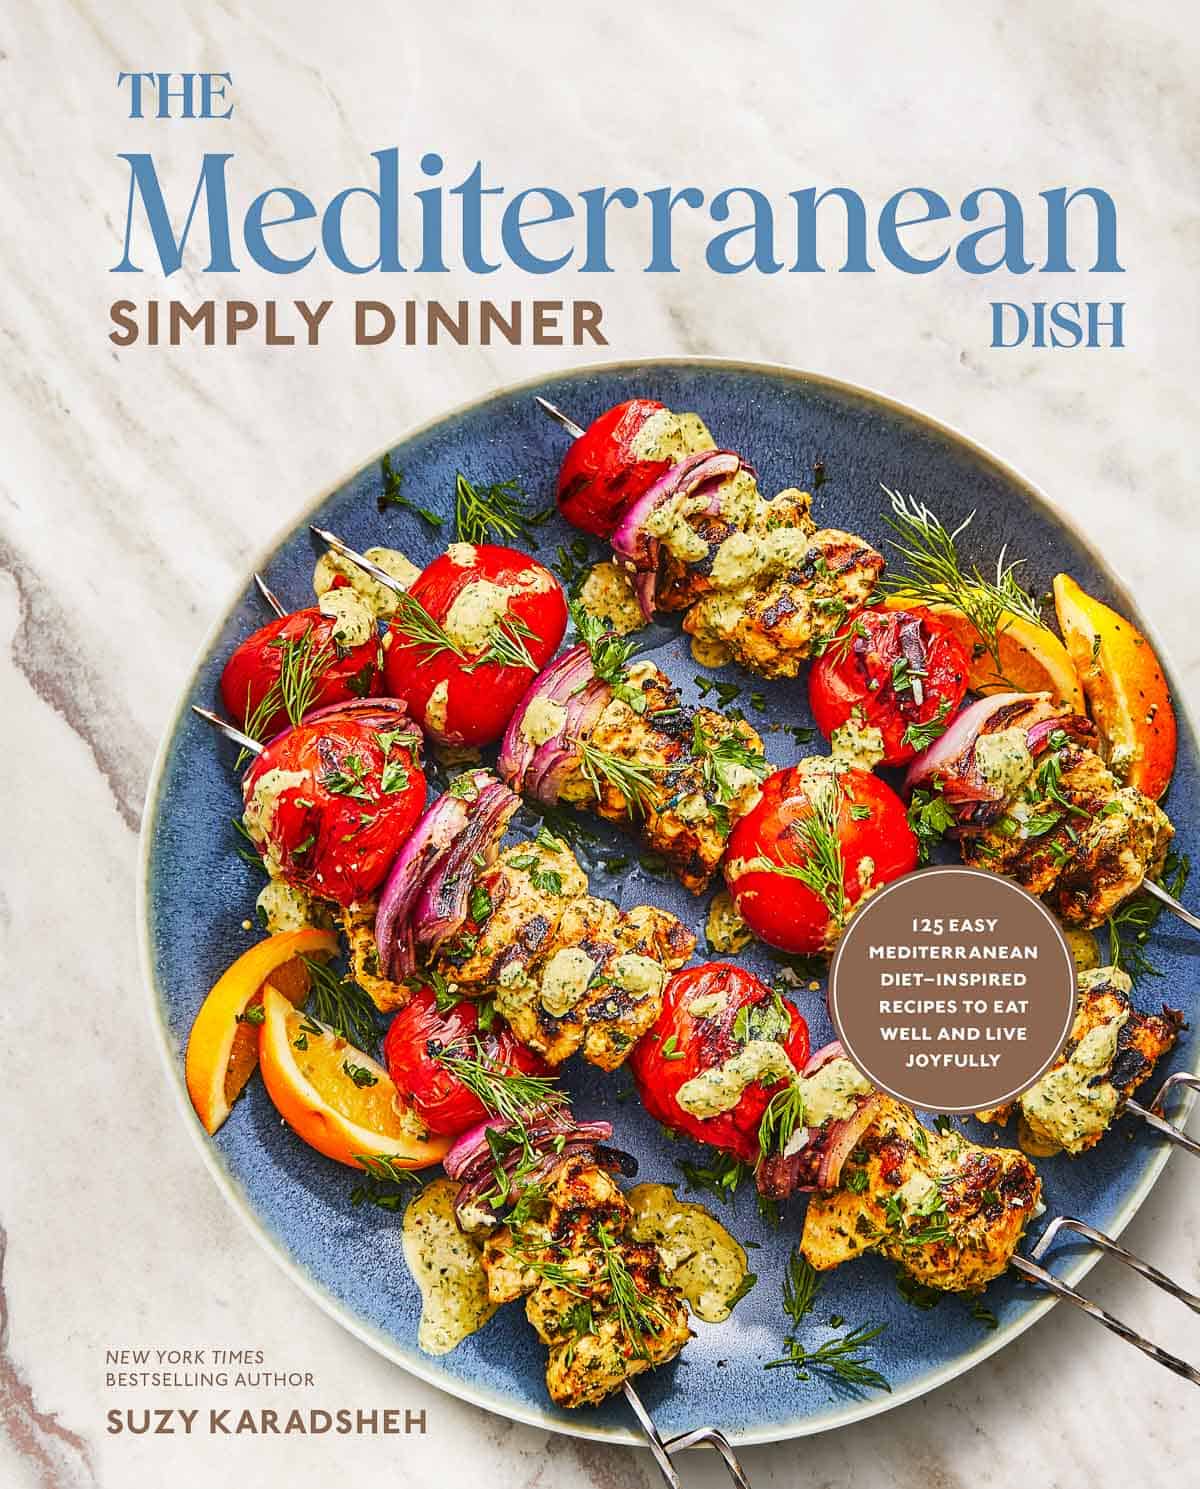 THE
Mediterranean
SIMPLY DINNER
DISH
125 EASY
MEDITERRANEAN
DIET–INSPIRED
RECIPES TO EAT
WELL AND LIVE
JOYFULLY
NEW YORK TIMES
BESTSELLING AUTHOR
SUZY KARADSHEH